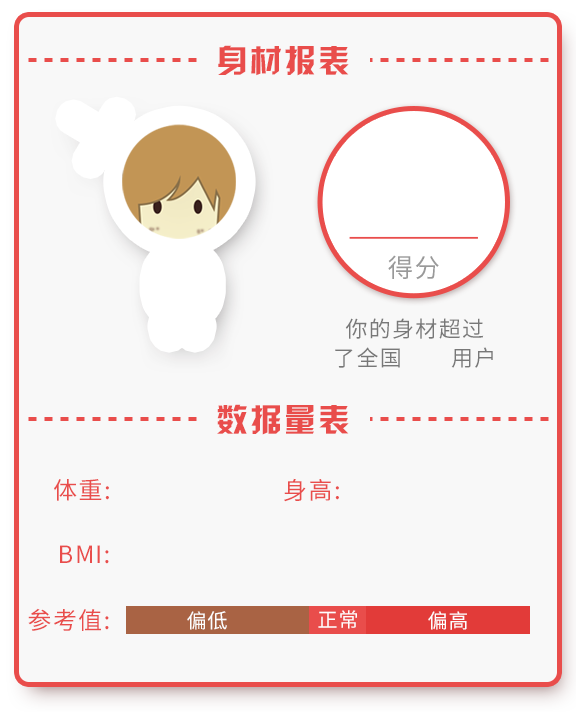 身材报表
得分
你的身材超过
了全国 用户
数据量表
体重: 身高:
BMI:
参考值: 偏低 正常 偏高